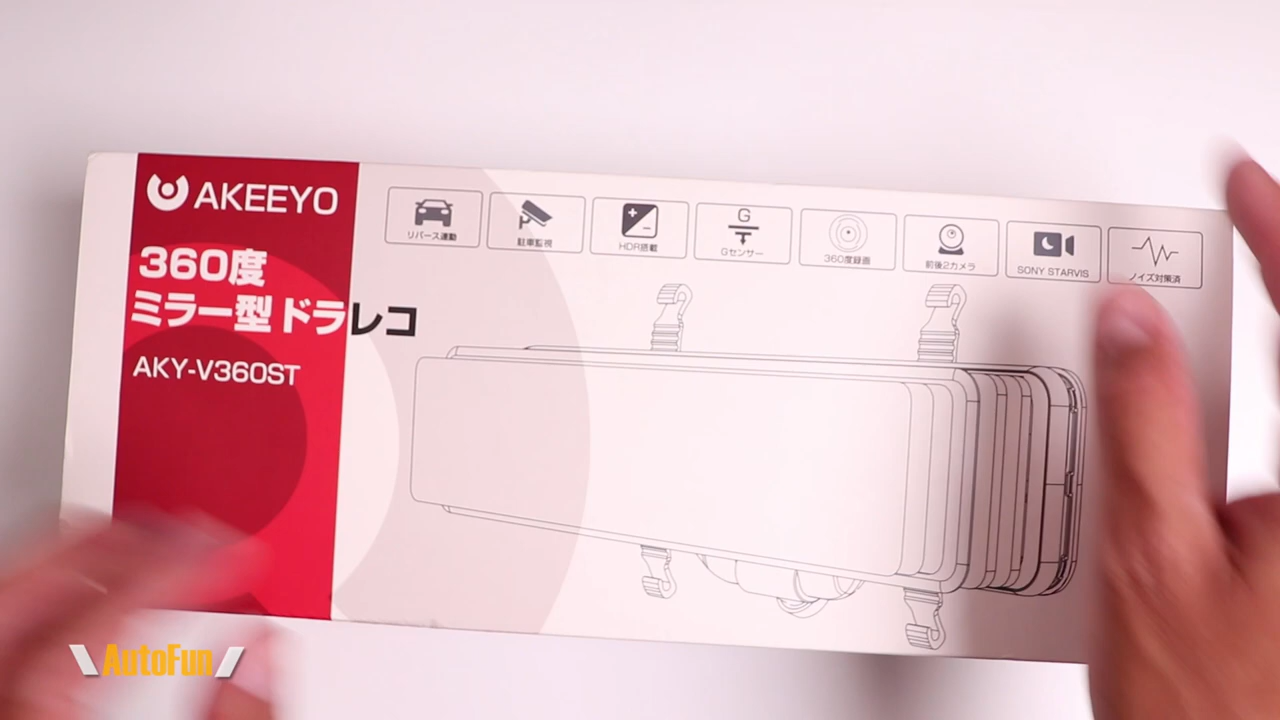 AKEEYO
360度
ミラー型 ドラレコ
AKY-V360ST
リバース連動
P
駐車監視
HDR搭載
G
Gセンサー
360度録画
前後2カメラ
SONY STARVIS
ノイズ対策済
AutoFun